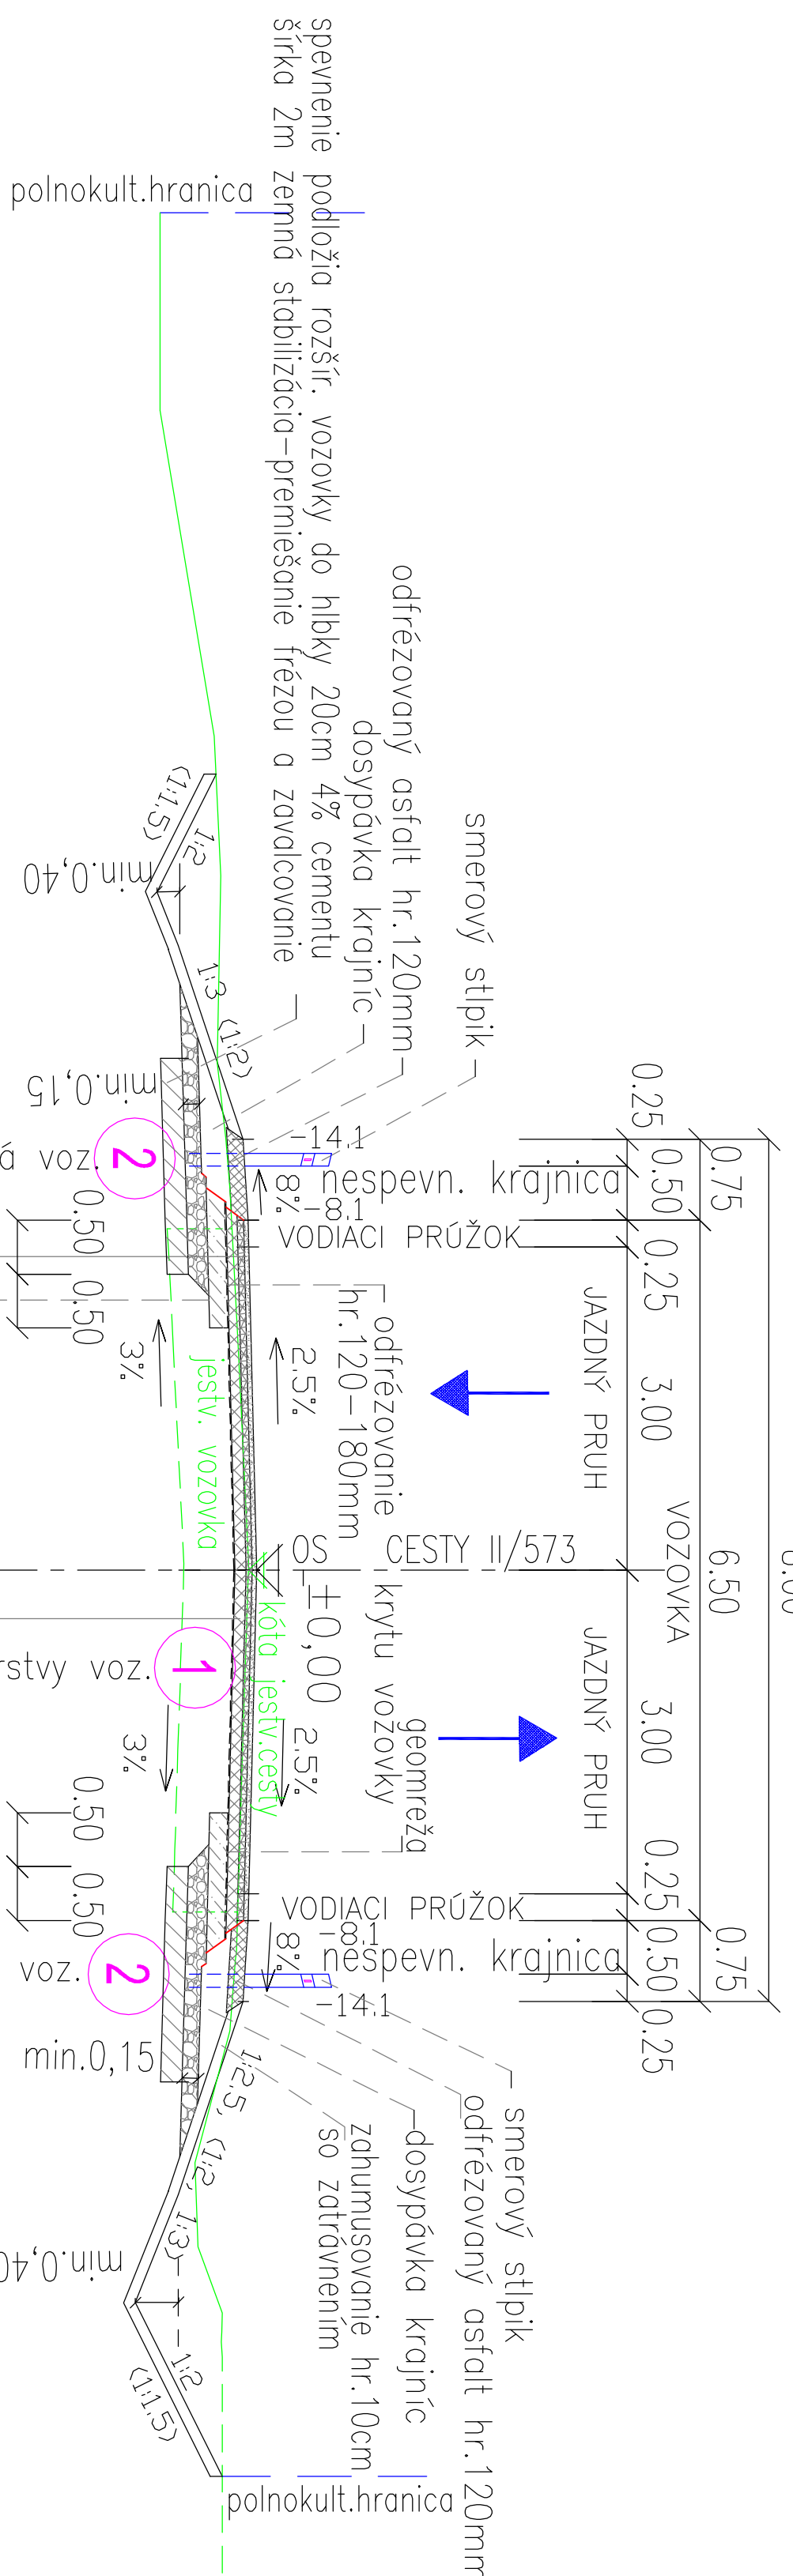 spevnenie podložia rozšír. vozovky do hlbky 20cm 4% cementu
šírka 2m zemná stabilizácia-premiešanie frézou a zavalcovanie
polnokult.hranica
odfrézovaný asfalt hr.120mm
dosypávka krajníc
smerový stlpik
6.50
0.75
0.75
VOZOVKA
0.25
0.50
0.25
3.00
3.00
0.25
0.50
0.25
JAZDNÝ PRUH
JAZDNÝ PRUH
nespevn. krajnica
nespevn. krajnica
VODIACI PRÚŽOK
VODIACI PRÚŽOK
OS CESTY II/573
-14.1
-8.1
-8.1
-14.1
8%
8%
odfrézovanie
hr.120-180mm
krytu vozovky
geomreža
±0,00
2.5%
2.5%
kóta jestv.cesty
jestv. vozovka
3%
3%
1:2
(1:1.5)
min.0,40
1:3 (1:2)
min.0,15
voz.
2
0.50
0.50
voz.
1
0.50
0.50
voz.
2
min.0,15
1:2.5, (1:2, 1:3)
min.0,40
1:2
(1:1.5)
smerový stlpik
odfrézovaný asfalt hr.120mm
dosypávka krajníc
zahumusovanie hr.10cm
so zatrávnením
polnokult.hranica